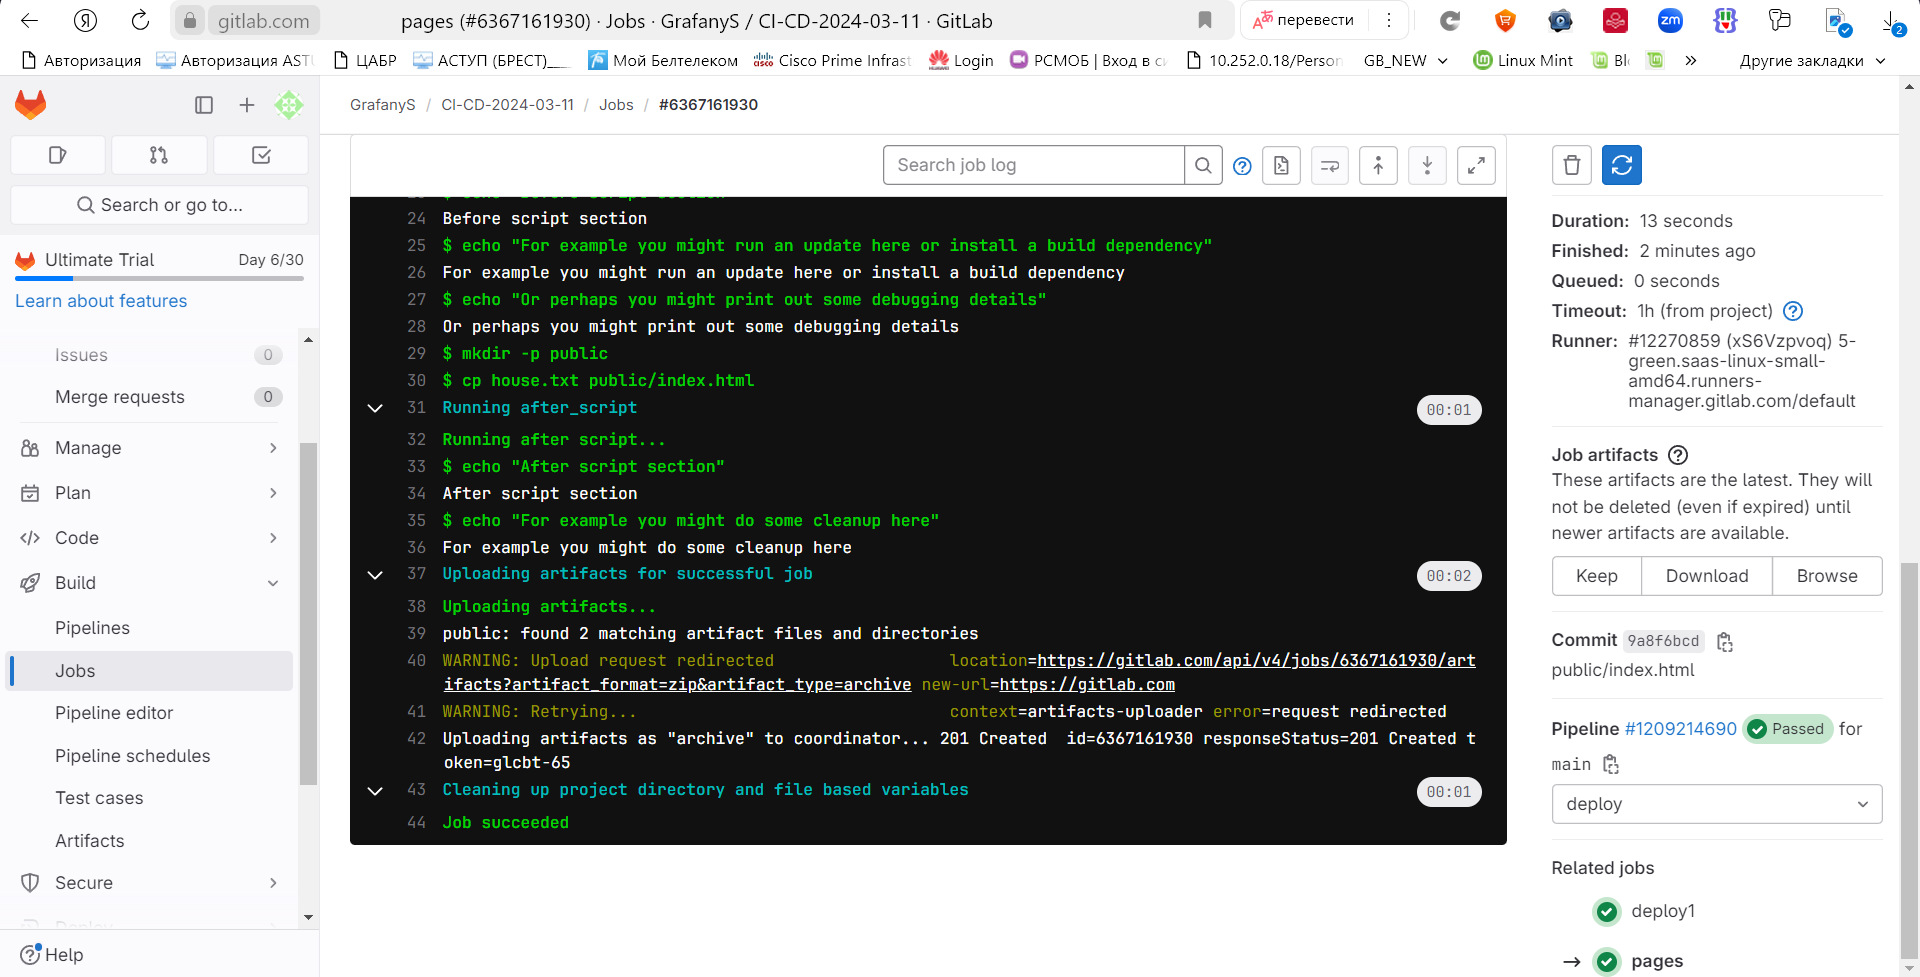 gitlab.com
pages (#6367161930) · Jobs · GrafanyS / CI-CD-2024-03-11 · GitLab
перевести
zm
2
Авторизация
Авторизация AST
ЦАБР
АСТУП (БРЕСТ)_
Мой Белтелеком
Cisco Prime Infrast
Login
РСМОБ | Вход в си
10.252.0.18/Person
GB_NEW
Linux Mint
Bl
»
Другие закладки
GrafanyS / CI-CD-2024-03-11 / Jobs / #6367161930
Search or go to...
Ultimate Trial
Day 6/30
Learn about features
Issues
0
Merge requests
0
Manage
Plan
Code
Build
Pipelines
Jobs
Pipeline editor
Pipeline schedules
Test cases
Artifacts
Secure
Deploy
Help
Search job log
24 Before script section
25 $ echo "For example you might run an update here or install a build dependency"
26 For example you might run an update here or install a build dependency
27 $ echo "Or perhaps you might print out some debugging details"
28 Or perhaps you might print out some debugging details
29 $ mkdir -p public
30 $ cp house.txt public/index.html
31 Running after_script
00:01
32 Running after script...
33 $ echo "After script section"
34 After script section
35 $ echo "For example you might do some cleanup here"
36 For example you might do some cleanup here
37 Uploading artifacts for successful job
00:02
38 Uploading artifacts...
39 public: found 2 matching artifact files and directories
40 WARNING: Upload request redirected location=https://gitlab.com/api/v4/jobs/6367161930/art
ifacts?artifact_format=zip&artifact_type=archive new-url=https://gitlab.com
41 WARNING: Retrying... context=artifacts-uploader error=request redirected
42 Uploading artifacts as "archive" to coordinator... 201 Created id=6367161930 responseStatus=201 Created t
oken=glcbt-65
43 Cleaning up project directory and file based variables
00:01
44 Job succeeded
Duration: 13 seconds
Finished: 2 minutes ago
Queued: 0 seconds
Timeout: 1h (from project)
Runner: #12270859 (xS6Vzpvoq) 5-
green.saas-linux-small-
amd64.runners-
manager.gitlab.com/default
Job artifacts
These artifacts are the latest. They will
not be deleted (even if expired) until
newer artifacts are available.
Keep
Download
Browse
Commit 9a8f6bcd
public/index.html
Pipeline #1209214690 Passed for
main
deploy
Related jobs
deploy1
pages